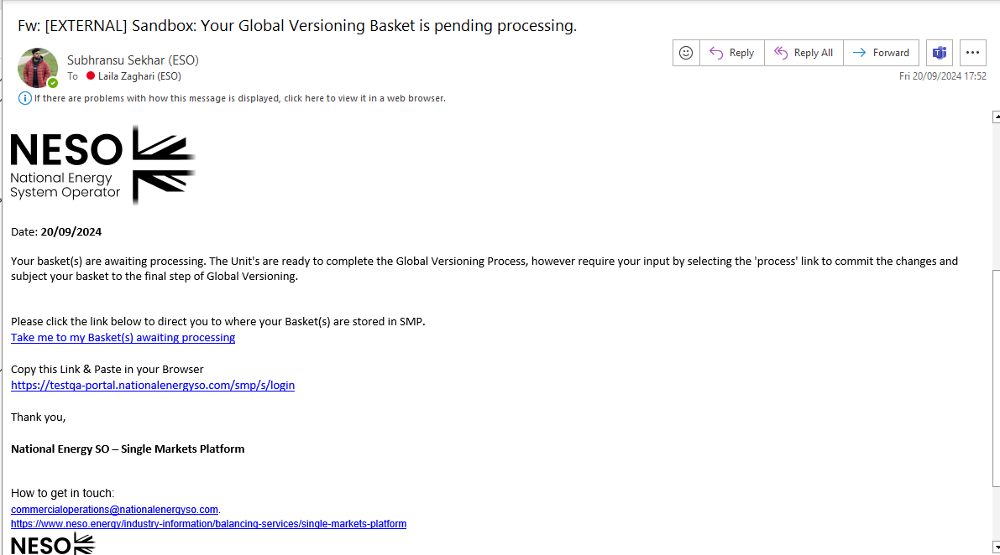 Fw: [EXTERNAL] Sandbox: Your Global Versioning Basket is pending processing.
Subhransu Sekhar (ESO)
To Laila Zaghari (ESO)
Reply
Reply All
Forward
Fri 20/09/2024 17:52
If there are problems with how this message is displayed, click here to view it in a web browser.
NESO
National Energy
System Operator
Date: 20/09/2024
Your basket(s) are awaiting processing. The Unit's are ready to complete the Global Versioning Process, however require your input by selecting the 'process' link to commit the changes and
subject your basket to the final step of Global Versioning.
Please click the link below to direct you to where your Basket(s) are stored in SMP.
Take me to my Basket(s) awaiting processing
Copy this Link & Paste in your Browser
https://testqa-portal.nationalenergyso.com/smp/s/login
Thank you,
National Energy SO – Single Markets Platform
How to get in touch:
commercialoperations@nationalenergyso.com.
https://www.neso.energy/industry-information/balancing-services/single-markets-platform
NESO